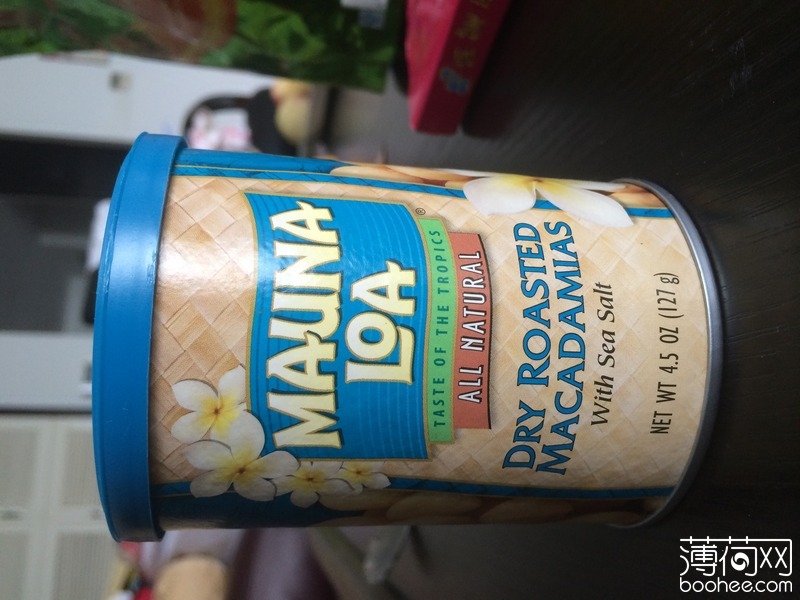 MAUNA
LOA®
TASTE OF THE TROPICS
ALL NATURAL
DRY ROASTED
MACADAMIAS
With Sea Salt
NET WT 4.5 OZ (127 g)
薄荷网
boohee.com